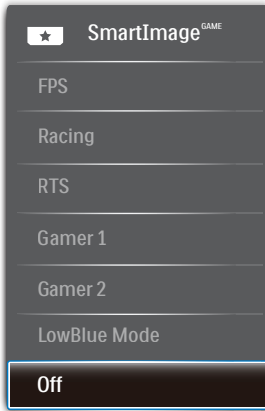 SmartImage GAME
FPS
Racing
RTS
Gamer 1
Gamer 2
LowBlue Mode
Off